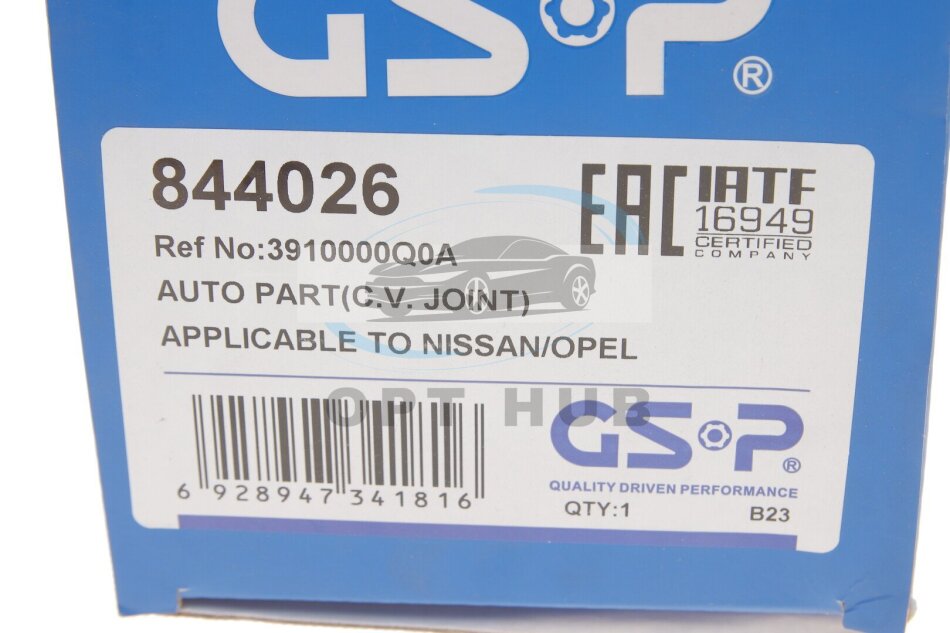 GSP®
844026
Ref No:3910000Q0A
AUTO PART(C.V. JOiNT)
APPLICABLE TO NISSAN/OPEL
EAC
IATF
16949
CERTIFIED
COMPANY
OPT HUB
6 928947 341816
GSP®
QUALITY DRIVEN PERFORMANCE
QTY:1
B23